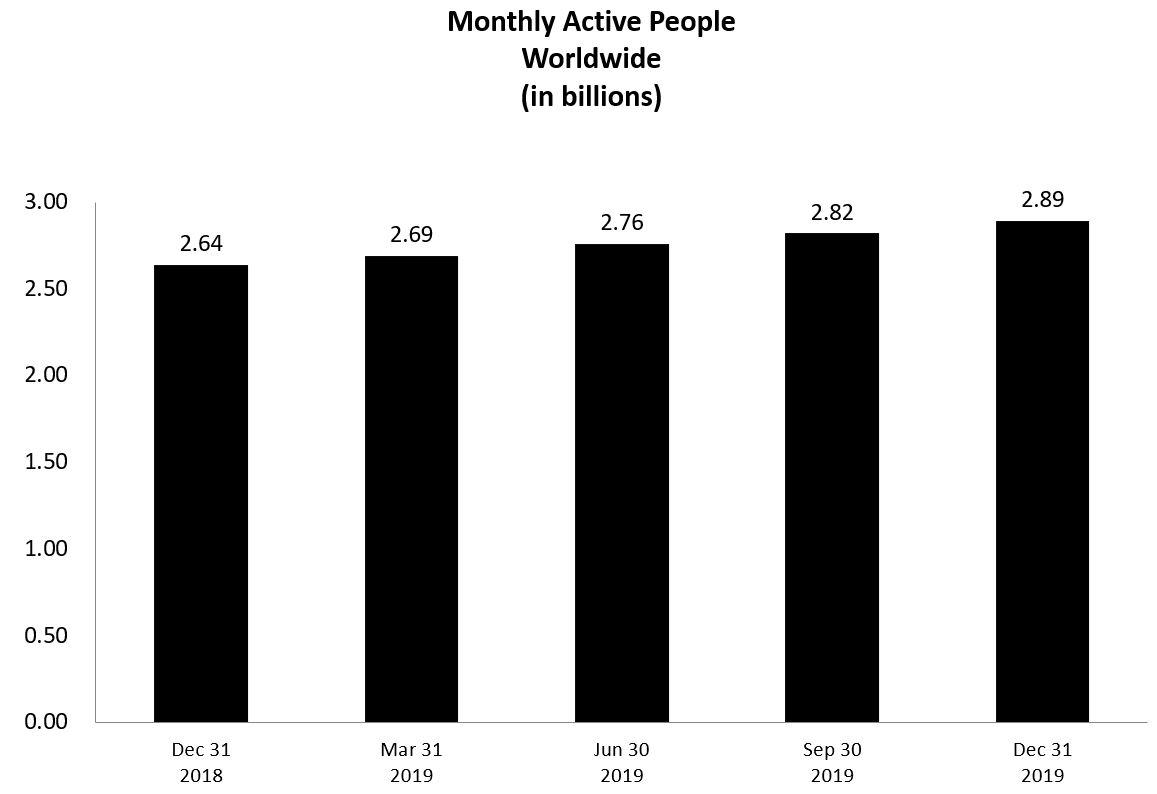 Monthly Active People
Worldwide
(in billions)
3.00
2.50
2.00
1.50
1.00
0.50
0.00
2.64
2.69
2.76
2.82
2.89
Dec 31
2018
Mar 31
2019
Jun 30
2019
Sep 30
2019
Dec 31
2019